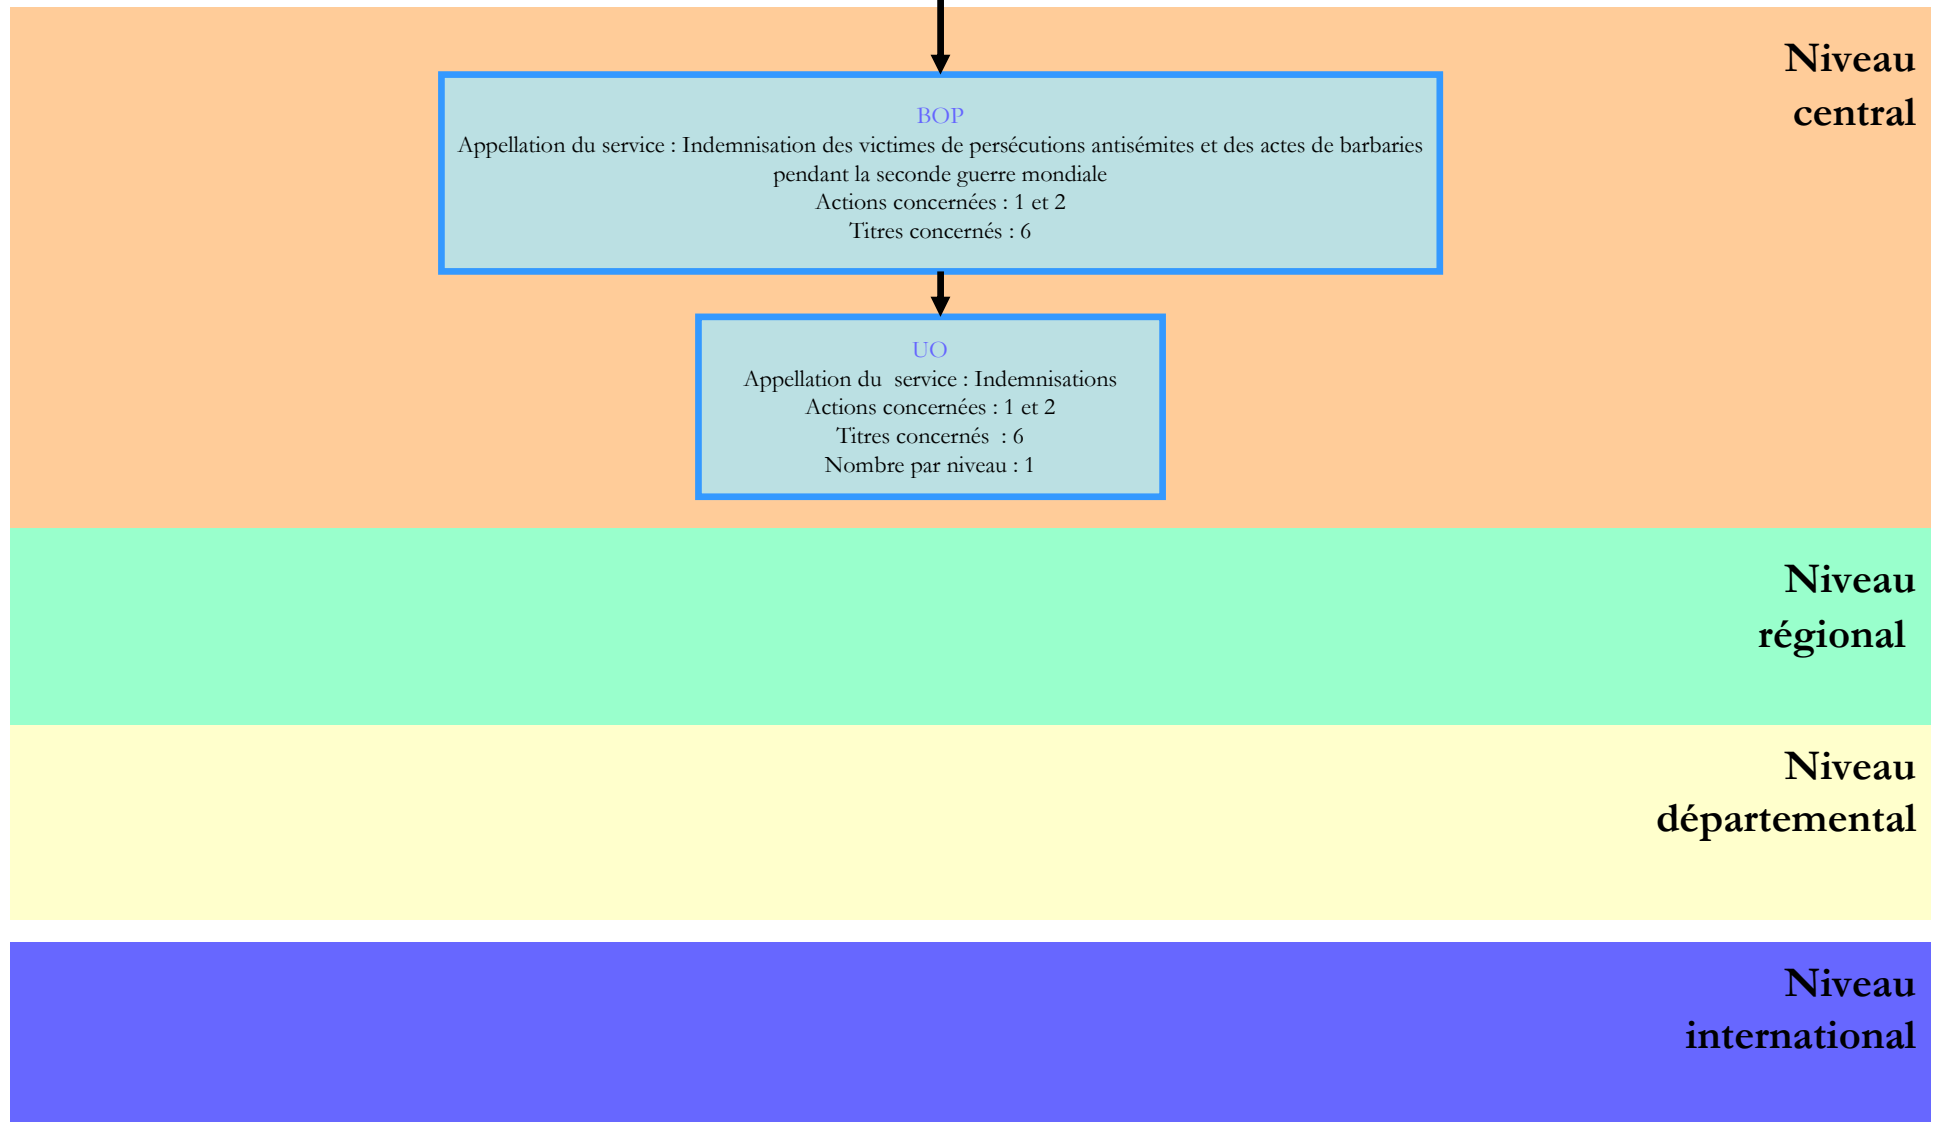 Niveau
central
BOP
Appellation du service : Indemnisation des victimes de persécutions antisémites et des actes de barbaries
pendant la seconde guerre mondiale
Actions concernées : 1 et 2
Titres concernés : 6
UO
Appellation du  service : Indemnisations
Actions concernées : 1 et 2
Titres concernés  : 6
Nombre par niveau : 1
Niveau
régional
Niveau
départemental
Niveau
international